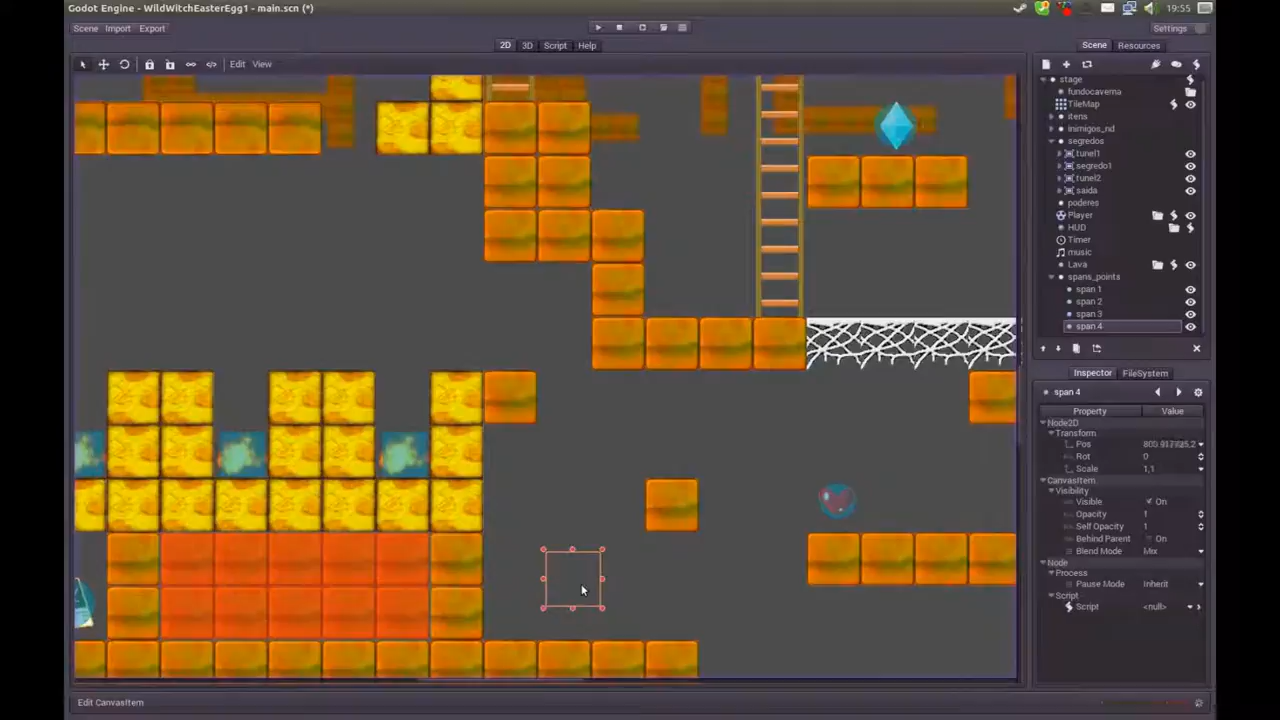 Godot Engine - WildWitchEasterEgg1 - main.scn (*)
19:55
Scene Import Export
Settings
2D 3D Script Help
Scene Resources
Edit View
stage
fundocaverna
TileMap
itens
inimigos_nd
segredos
tunel1
segredo1
tunel2
saida
poderes
Player
HUD
Timer
music
Lava
spans_points
span 1
span 2
span 3
span 4
Inspector FileSystem
span 4
Property Value
Node2D
Transform
Pos
Rot 0
Scale 1,1
CanvasItem
Visibility
Visible On
Opacity 1
Self Opacity 1
Behind Parent On
Blend Mode Mix
Node
Process
Pause Mode Inherit
Script
Script <null>
Edit CanvasItem